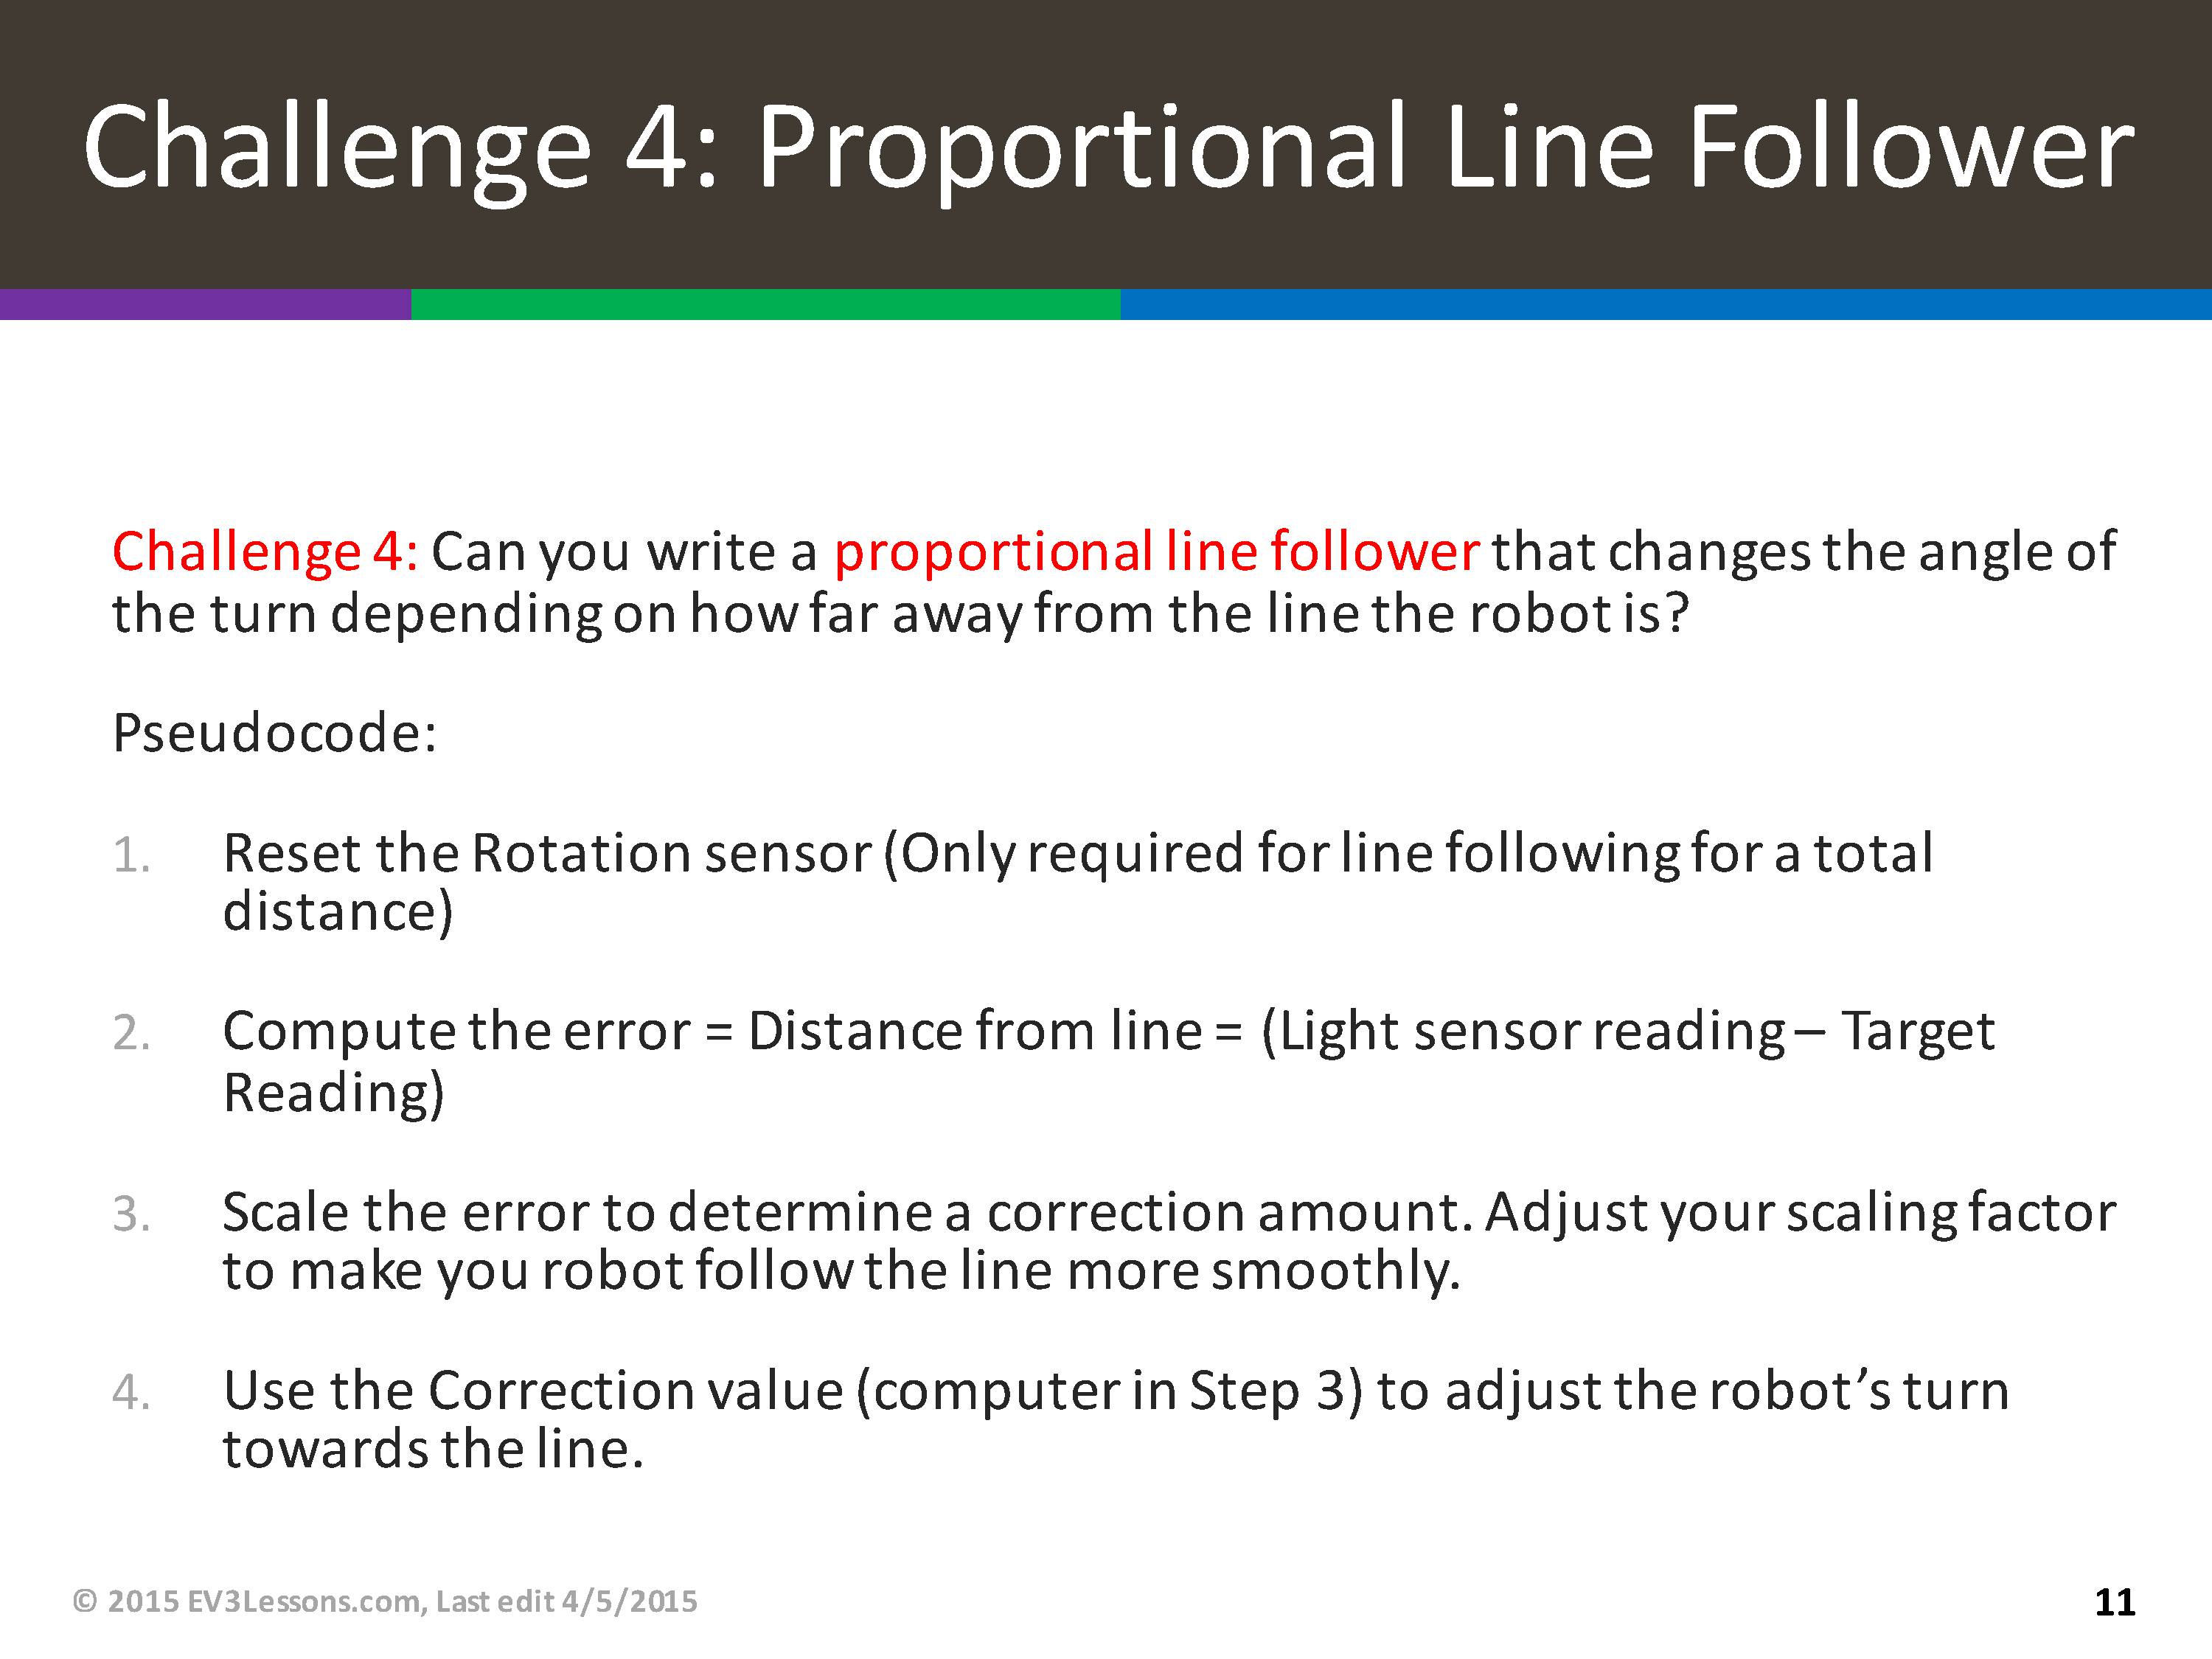 Challenge 4: Proportional Line Follower
Challenge 4: Can you write a proportional line follower that changes the angle of
the turn depending on how far away from the line the robot is?
Pseudocode:
1. Reset the Rotation sensor (Only required for line following for a total
distance)
2. Compute the error = Distance from line = (Light sensor reading – Target
Reading)
3. Scale the error to determine a correction amount. Adjust your scaling factor
to make you robot follow the line more smoothly.
4. Use the Correction value (computer in Step 3) to adjust the robot’s turn
towards the line.
© 2015 EV3Lessons.com, Last edit 4/5/2015
11